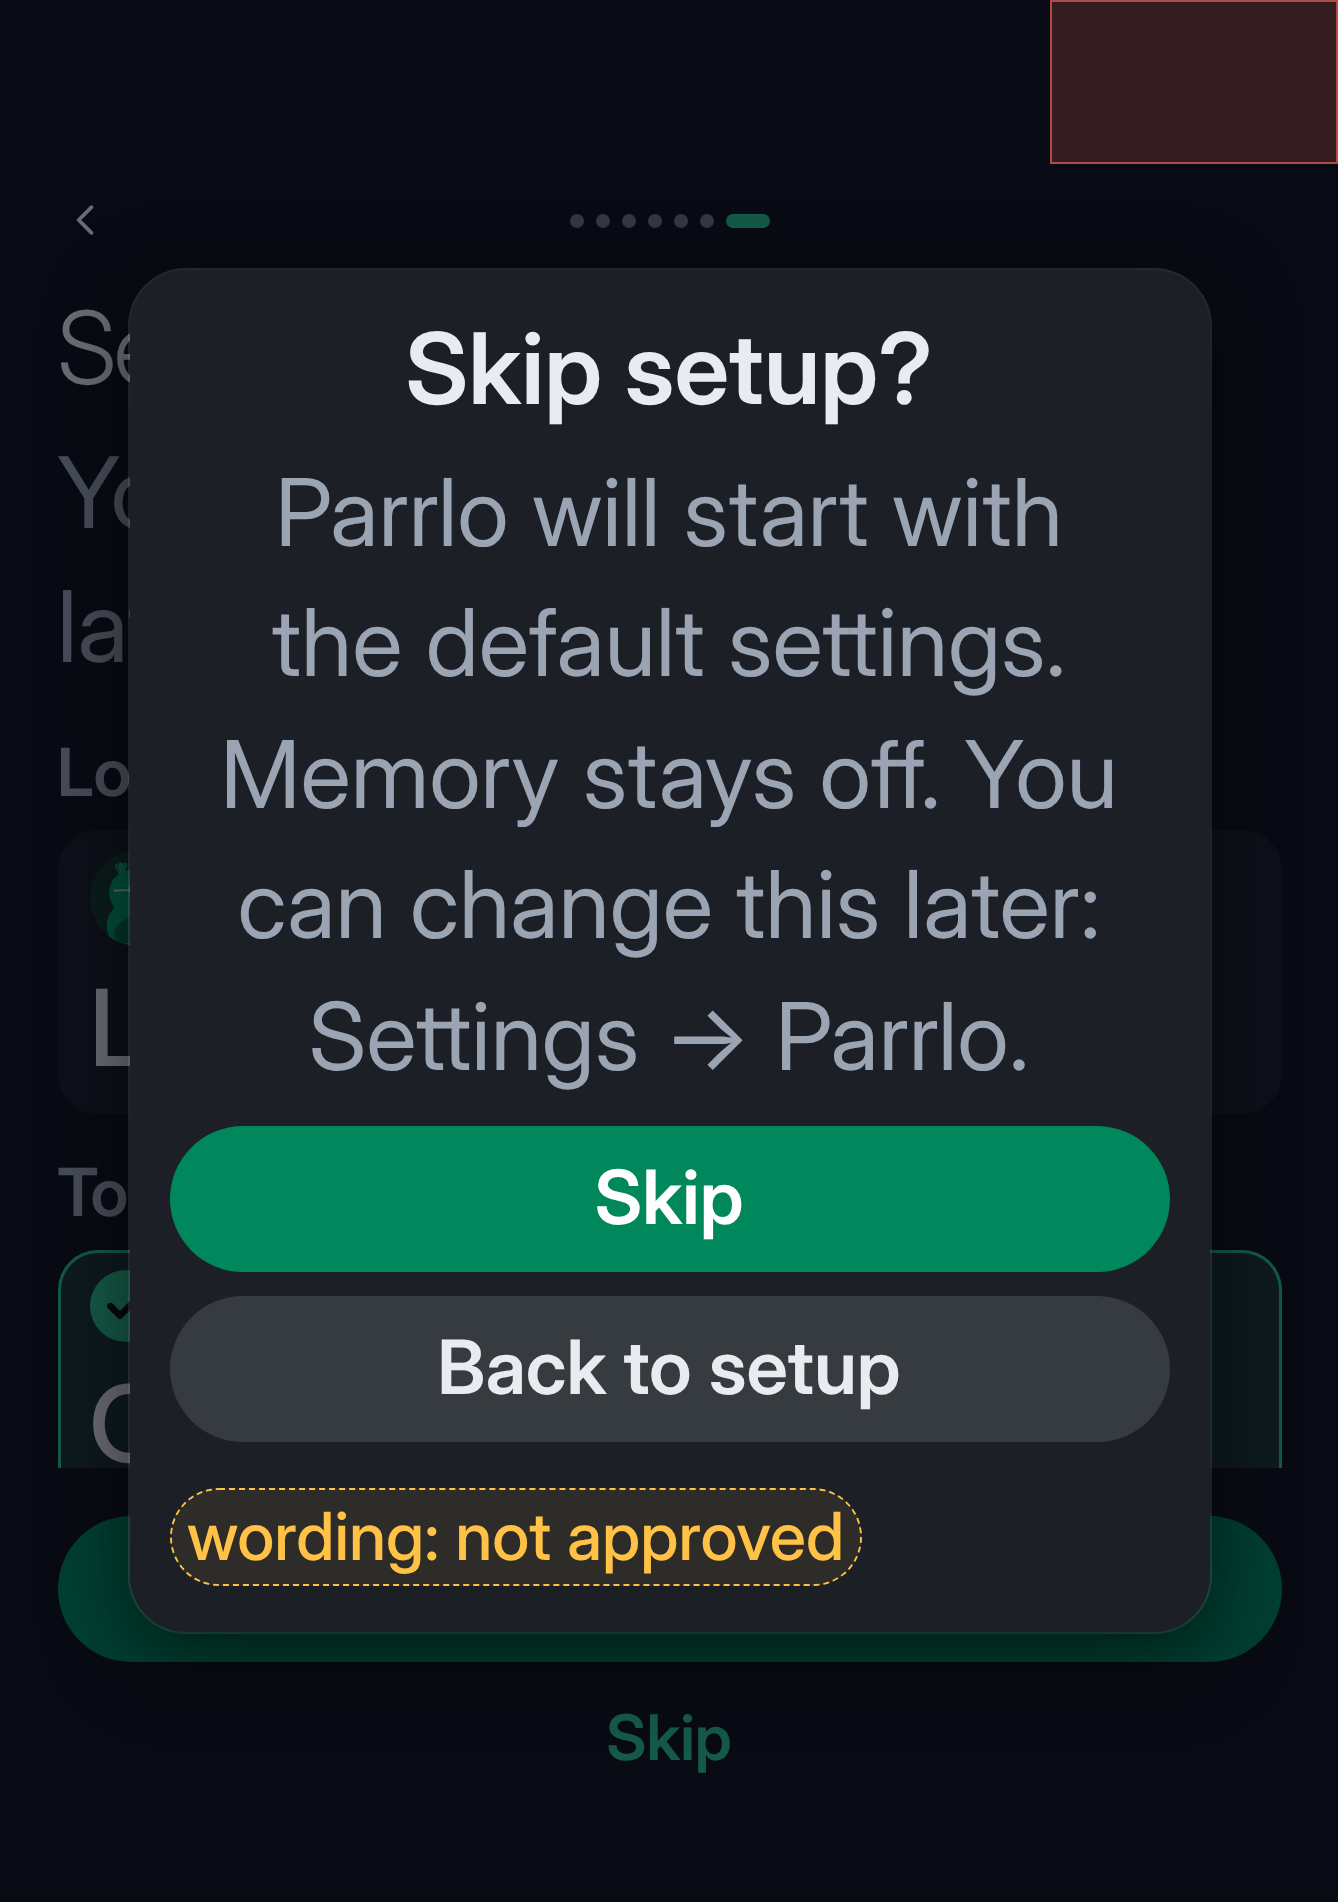 Skip setup?
Parrlo will start with
the default settings.
Memory stays off. You
can change this later:
Settings → Parrlo.
Skip
Back to setup
wording: not approved
Skip